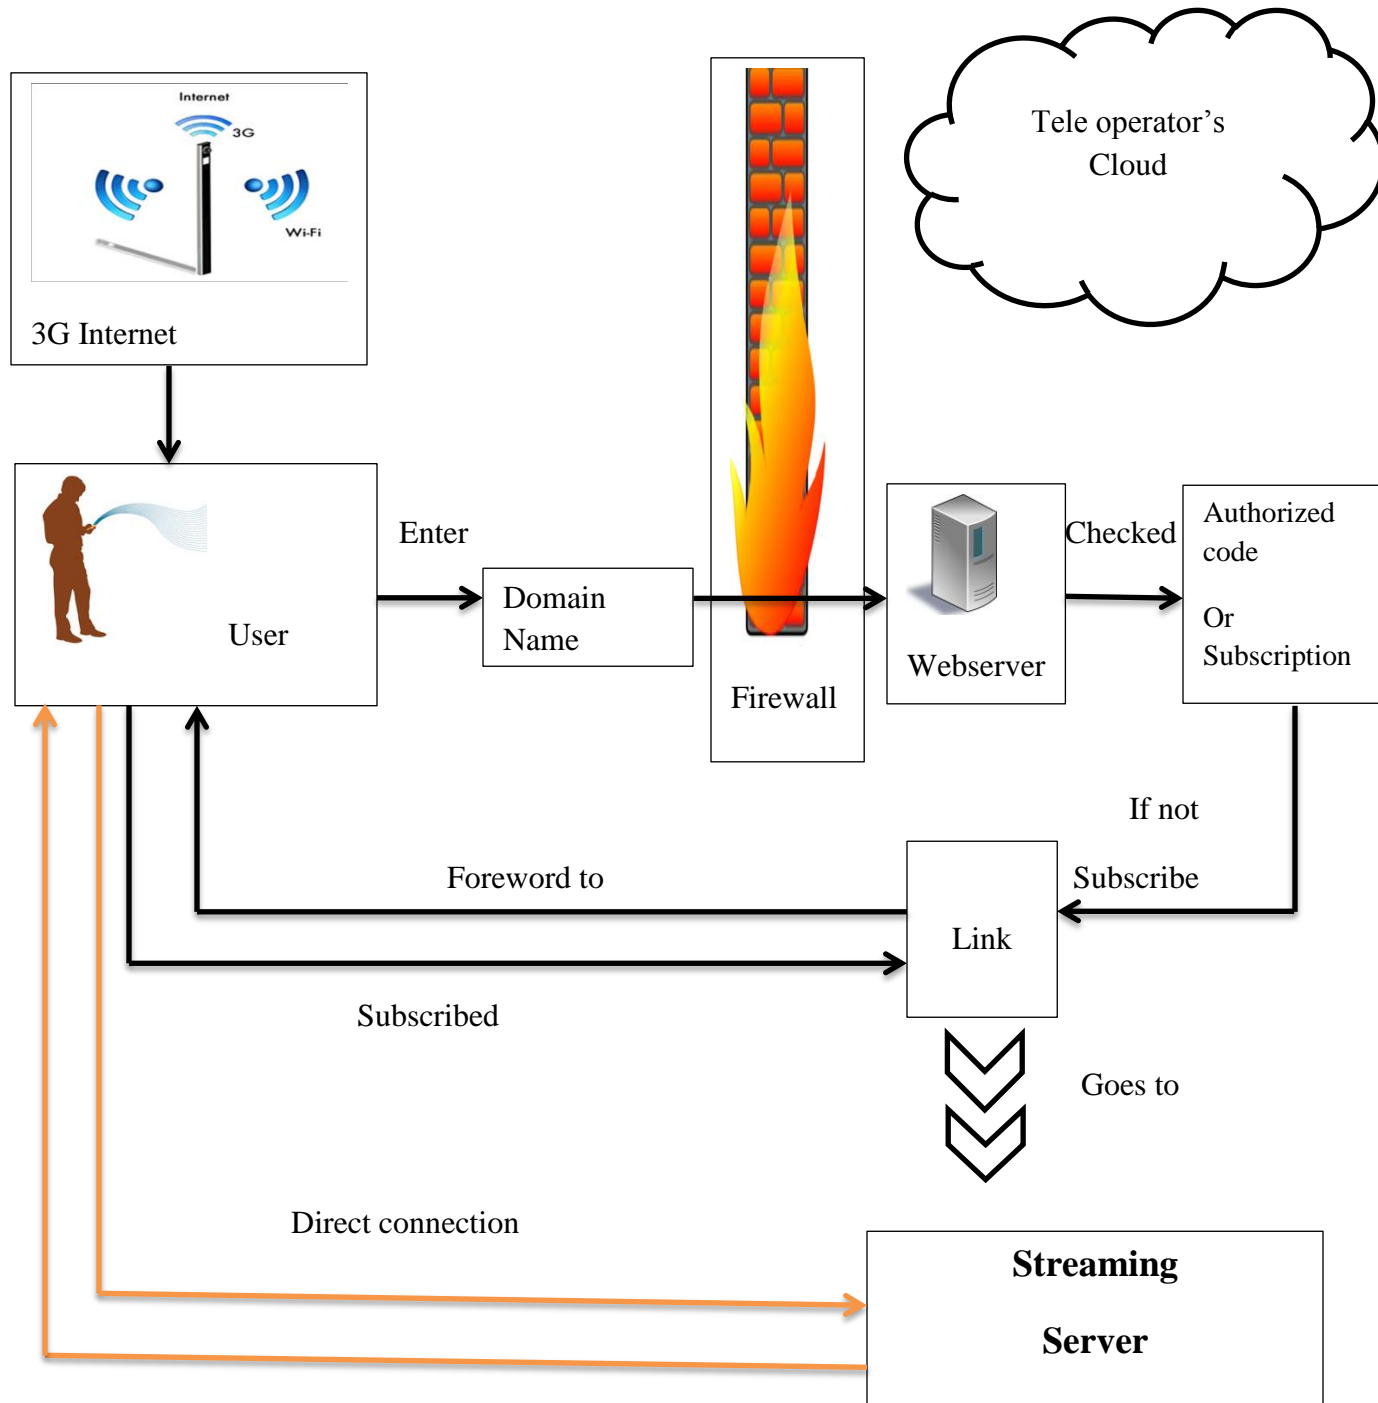 Internet
3G
Wi-Fi
3G Internet
Tele operator’s
Cloud
User
Enter
Domain
Name
Firewall
Webserver
Checked
Authorized
code
Or
Subscription
If not
Subscribe
Foreword to
Link
Subscribed
Goes to
Direct connection
Streaming
Server